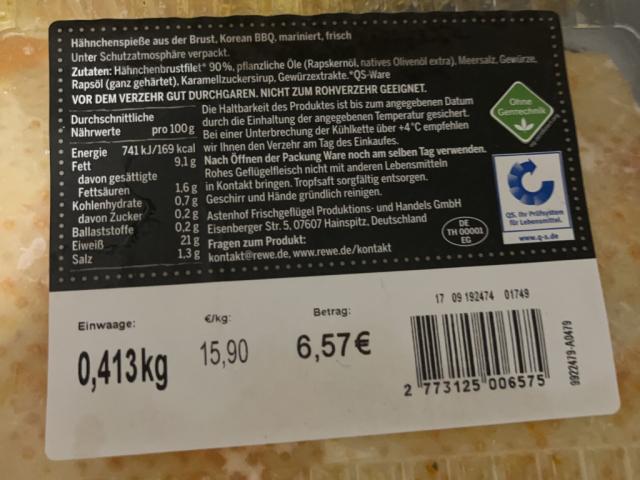 Hähnchenspieße aus der Brust, Korean BBQ, mariniert, frisch
Unter Schutzatmosphäre verpackt.
Zutaten: Hähnchenbrustfilet* 90%, pflanzliche Öle (Rapskernöl, natives Olivenöl extra), Meersalz, Gewürze,
Rapsöl (ganz gehärtet), Karamellzuckersirup, Gewürzextrakte. *QS-Ware
VOR DEM VERZEHR GUT DURCHGAREN. NICHT ZUM ROHVERZEHR GEEIGNET.
Durchschnittliche
Nährwerte pro 100 g
Energie 741 kJ/169 kcal
Fett 9,1 g
davon gesättigte
Fettsäuren 1,6 g
Kohlenhydrate 0,7 g
davon Zucker 0,2 g
Ballaststoffe 0,2 g
Eiweiß 21 g
Salz 1,3 g
Die Haltbarkeit des Produktes ist bis zum angegebenen Datum
durch die Einhaltung der angegebenen Temperatur gesichert.
Bei einer Unterbrechung der Kühlkette über +4°C empfehlen
wir Ihnen den Verzehr am Tag des Einkaufes.
Nach Öffnen der Packung Ware noch am selben Tag verwenden.
Rohes Geflügelfleisch nicht mit anderen Lebensmitteln
in Kontakt bringen. Tropfsaft sorgfältig entsorgen.
Geschirr und Hände gründlich reinigen.
Astenhof Frischgeflügel Produktions- und Handels GmbH
Eisenberger Str. 5, 07607 Hainspitz, Deutschland
Fragen zum Produkt:
kontakt@rewe.de, www.rewe.de/kontakt
DE
TH 00001
EG
Ohne
Gentechnik
QS. Ihr Prüfsystem
für Lebensmittel.
www.q-s.de
Einwaage:
0,413kg
€/kg:
15,90
Betrag:
6,57€
17 09 192474 01749
2 773125 006575
9922479-A0479